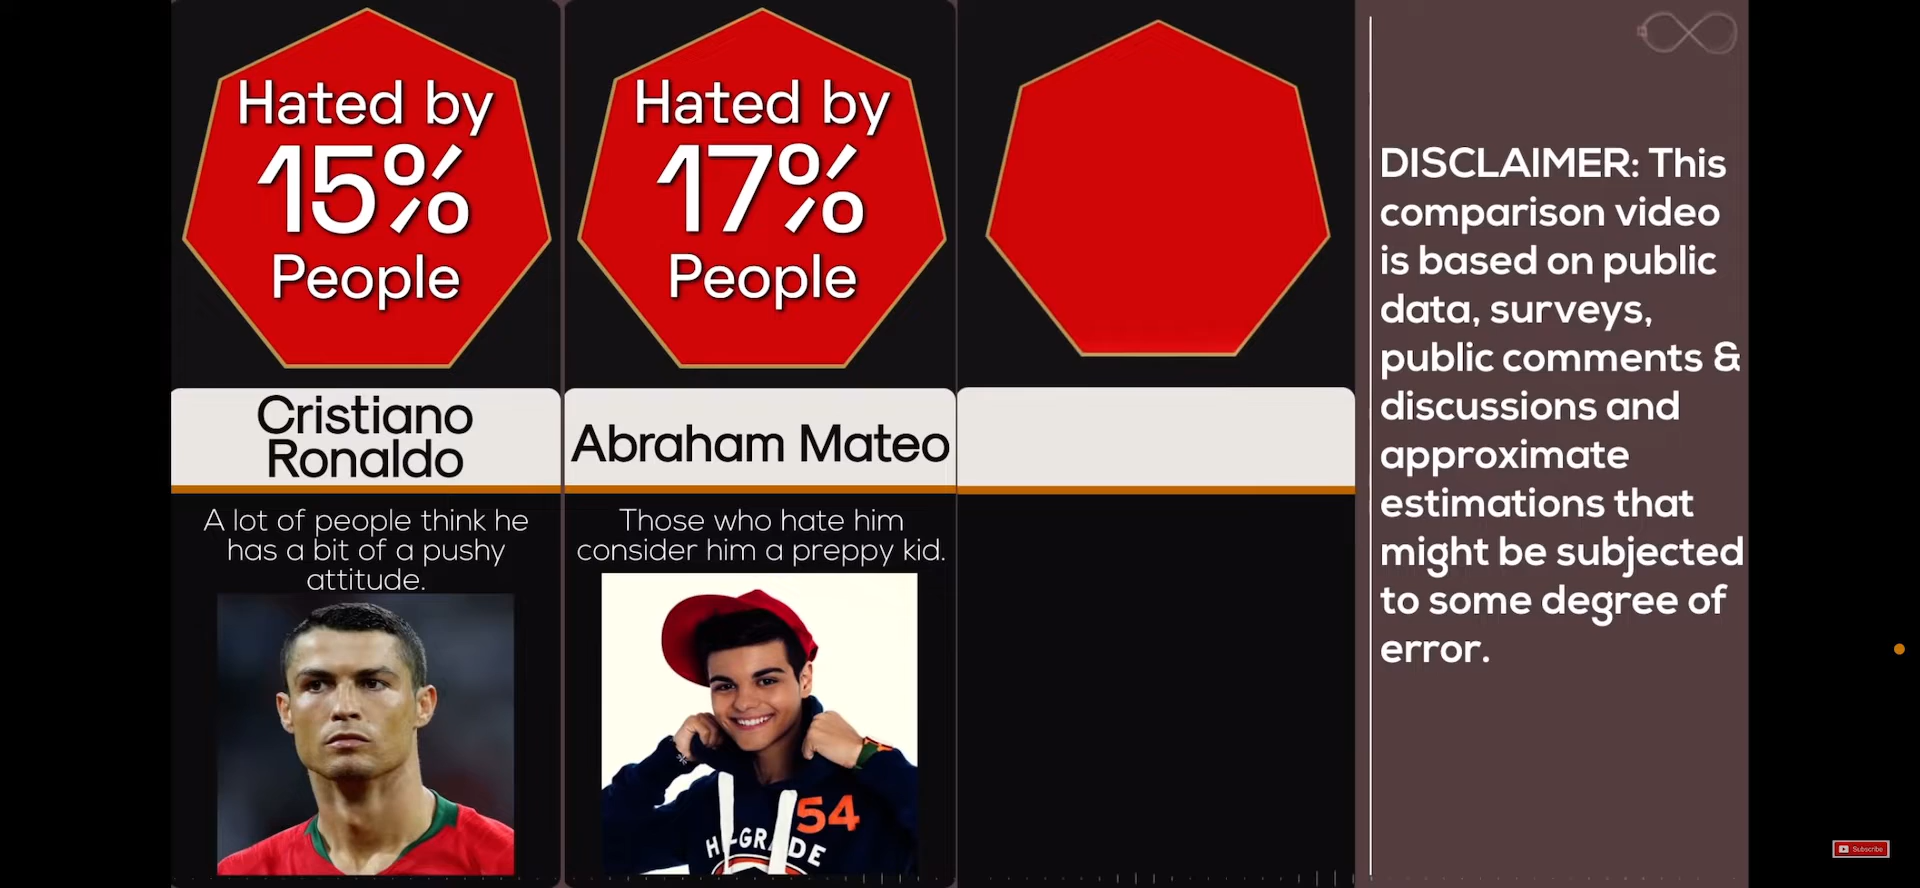 Hated by
15%
People
Cristiano
Ronaldo
A lot of people think he
has a bit of a pushy
attitude.
Hated by
17%
People
Abraham Mateo
Those who hate him
consider him a preppy kid.
54
DISCLAIMER: This
comparison video
is based on public
data, surveys,
public comments &
discussions and
approximate
estimations that
might be subjected
to some degree of
error.
Subscribe